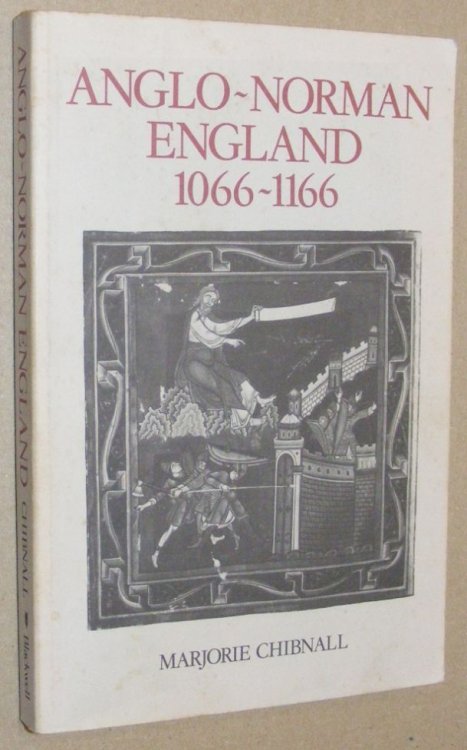 ANGLO~NORMAN
ENGLAND
1066~1166
MARJORIE CHIBNALL
ANGLO-NORMAN ENGLAND CHIBNALL Blackwell